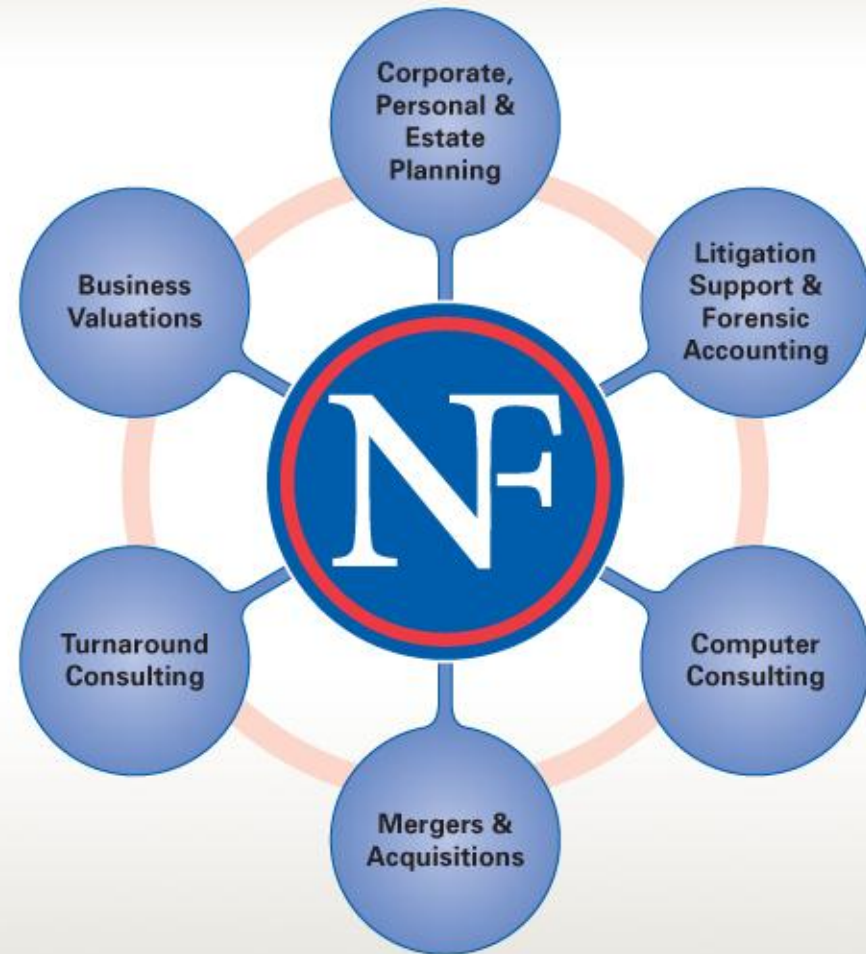 Corporate,
Personal &
Estate
Planning
Litigation
Support &
Forensic
Accounting
Computer
Consulting
Mergers &
Acquisitions
Turnaround
Consulting
Business
Valuations
NF